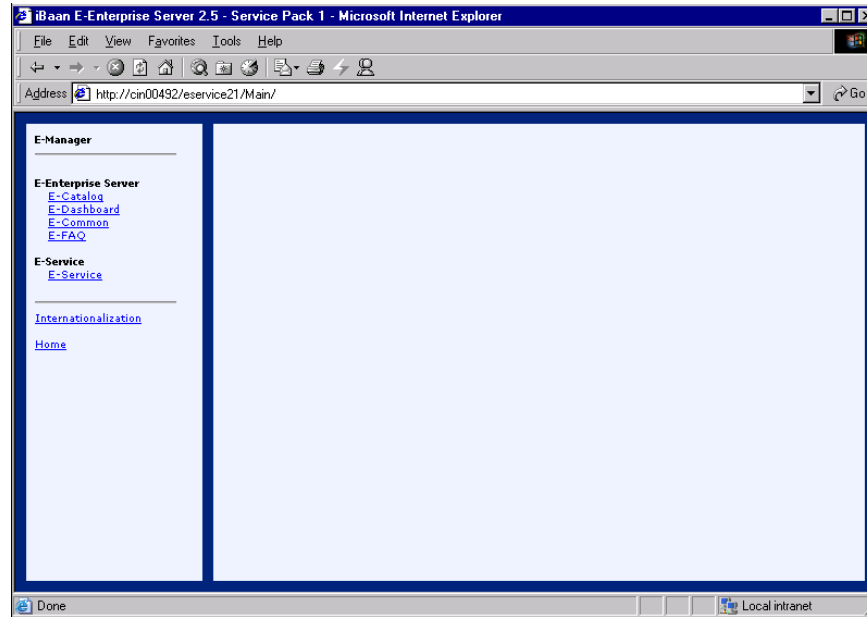 iBaan E-Enterprise Server 2.5 - Service Pack 1 - Microsoft Internet Explorer
File Edit View Favorites Tools Help
Address http://cin00492/eservice21/Main/ Go
E-Manager
E-Enterprise Server
E-Catalog
E-Dashboard
E-Common
E-FAQ
E-Service
E-Service
Internationalization
Home
Done Local intranet